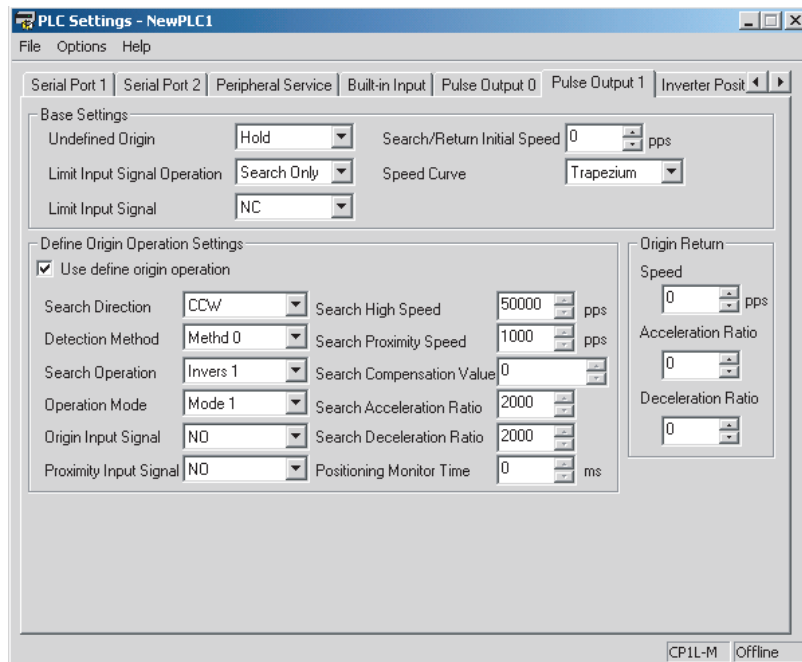 PLC Settings - NewPLC1
File Options Help
Serial Port 1 Serial Port 2 Peripheral Service Built-in Input Pulse Output 0 Pulse Output 1 Inverter Posit
Base Settings
Undefined Origin Hold Search/Return Initial Speed 0 pps
Limit Input Signal Operation Search Only Speed Curve Trapezium
Limit Input Signal NC
Define Origin Operation Settings
Use define origin operation
Search Direction CCW Search High Speed 50000 pps
Detection Method Methd 0 Search Proximity Speed 1000 pps
Search Operation Invers 1 Search Compensation Value 0
Operation Mode Mode 1 Search Acceleration Ratio 2000
Origin Input Signal NO Search Deceleration Ratio 2000
Proximity Input Signal NO Positioning Monitor Time 0 ms
Origin Return
Speed
0 pps
Acceleration Ratio
0
Deceleration Ratio
0
CP1L-M Offline